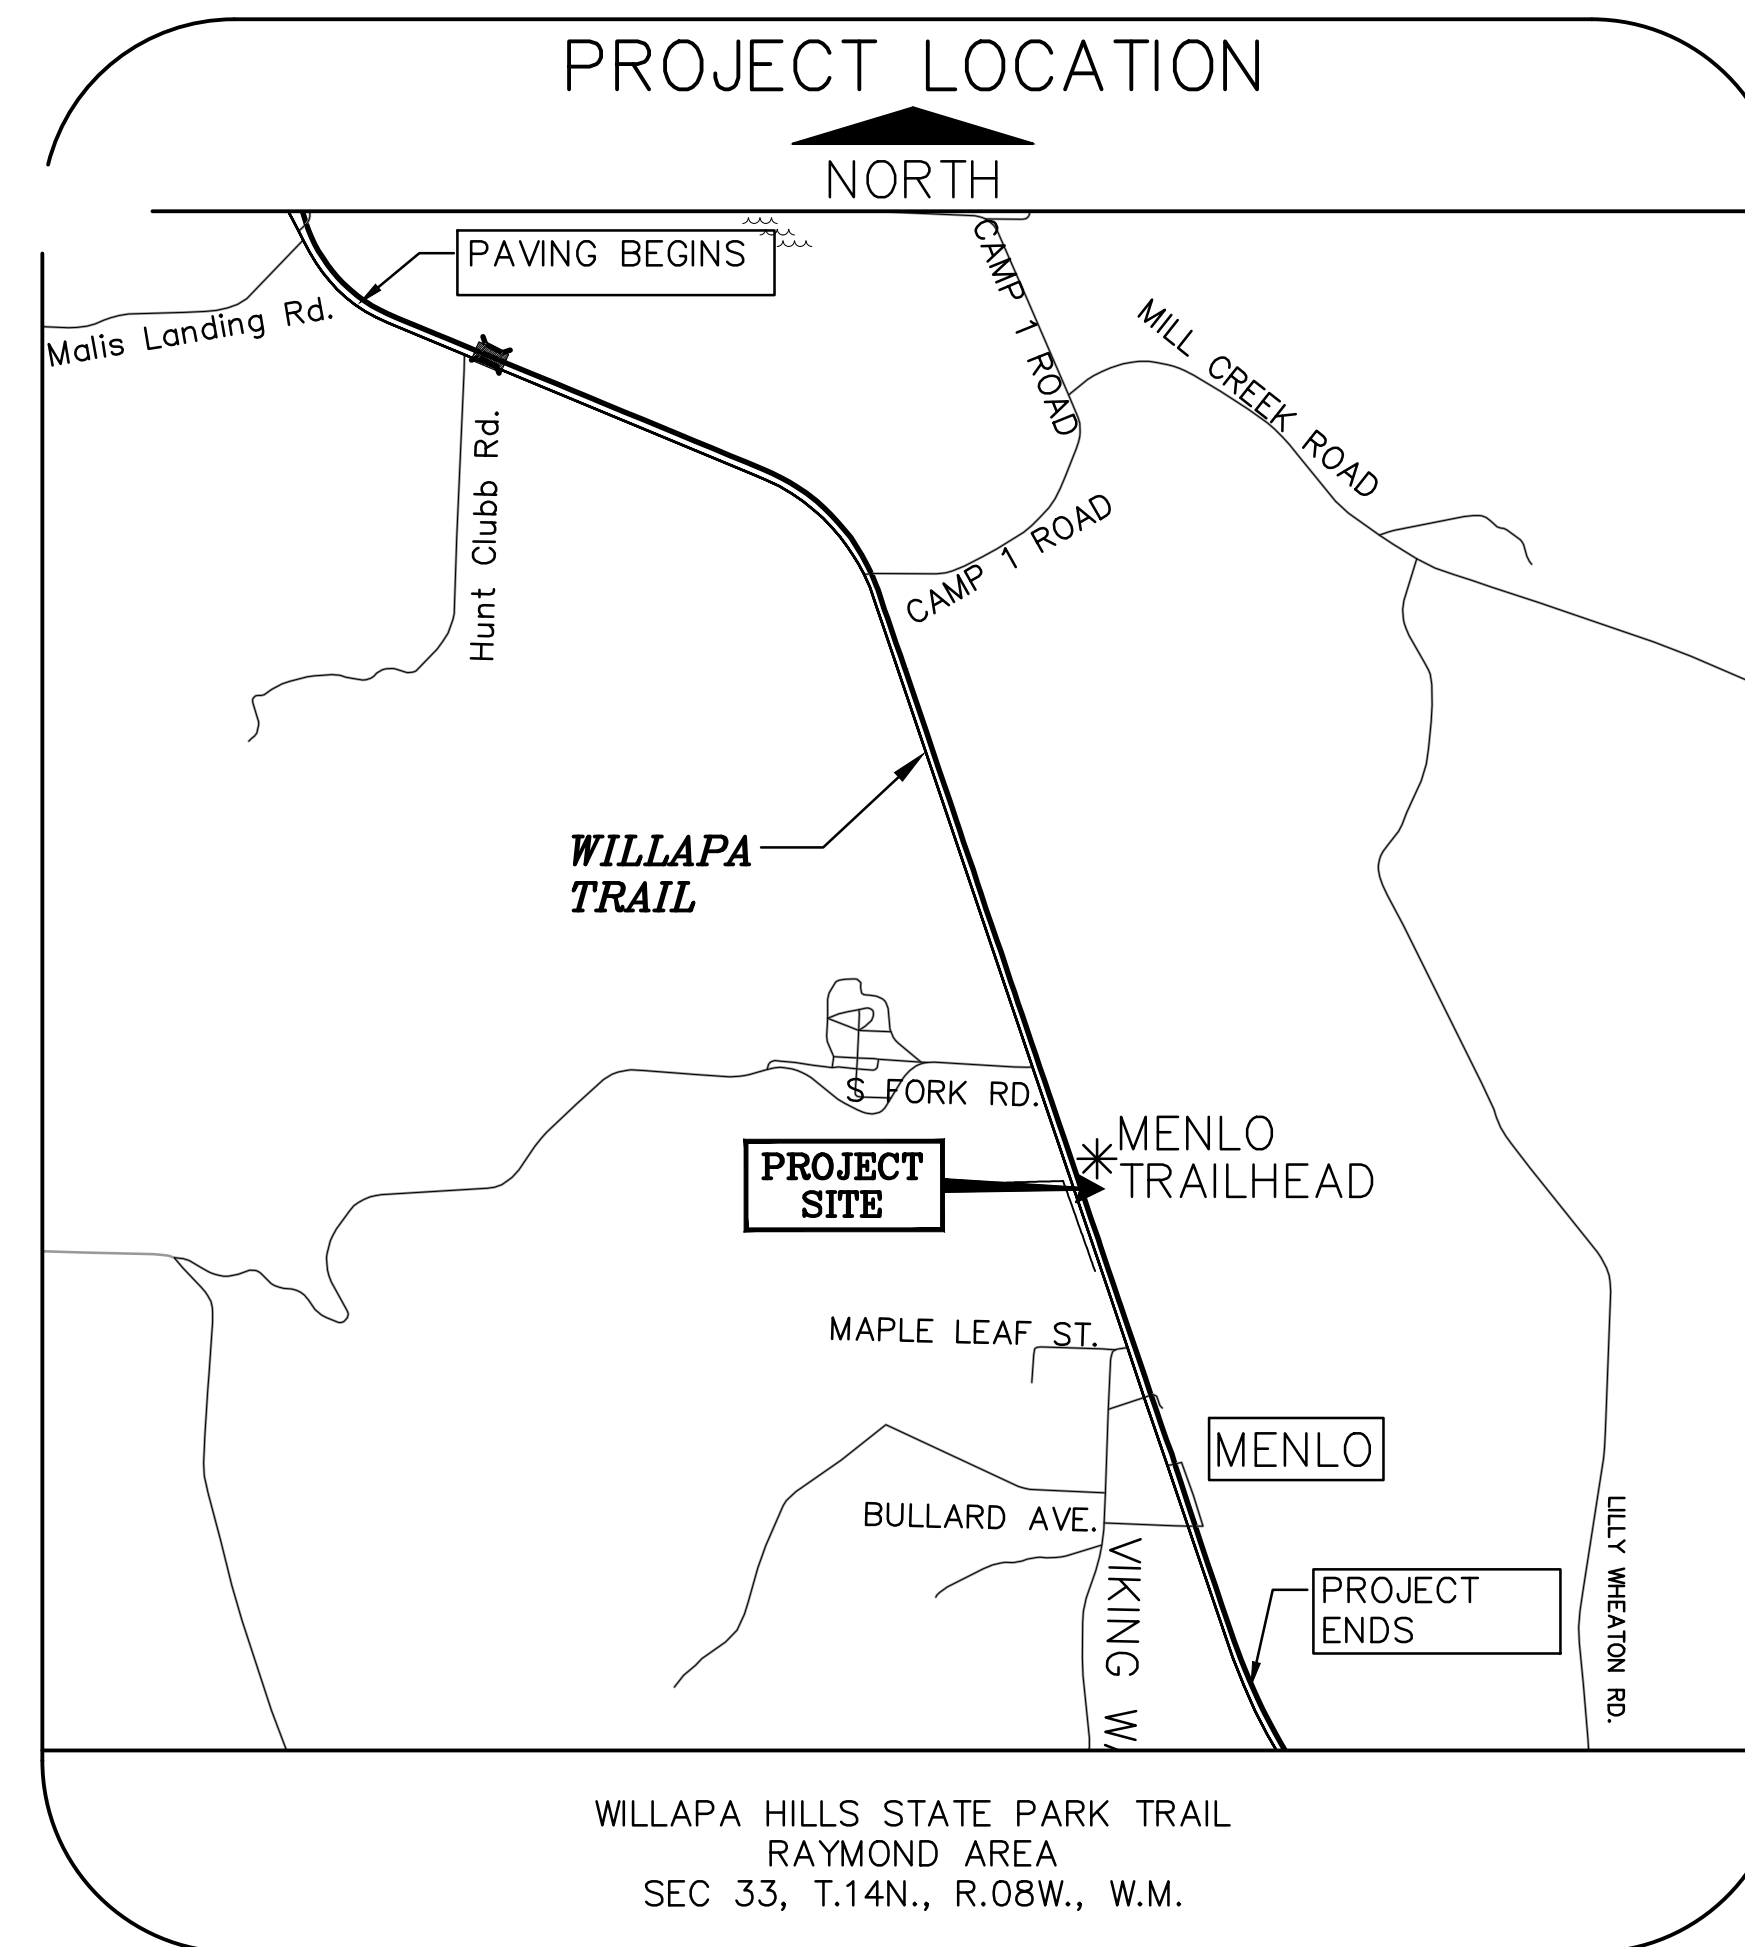 PROJECT LOCATION
NORTH
PAVING BEGINS
Malis Landing Rd.
CAMP 1 ROAD
MILL CREEK ROAD
Hunt Clubb Rd.
CAMP 1 ROAD
WILLAPA
TRAIL
S FORK RD.
MENLO
TRAILHEAD
PROJECT
SITE
MAPLE LEAF ST.
MENLO
BULLARD AVE.
VIKING
LILLY WHEATON RD.
PROJECT
ENDS
WILLAPA HILLS STATE PARK TRAIL
RAYMOND AREA
SEC 33, T.14N., R.08W., W.M.